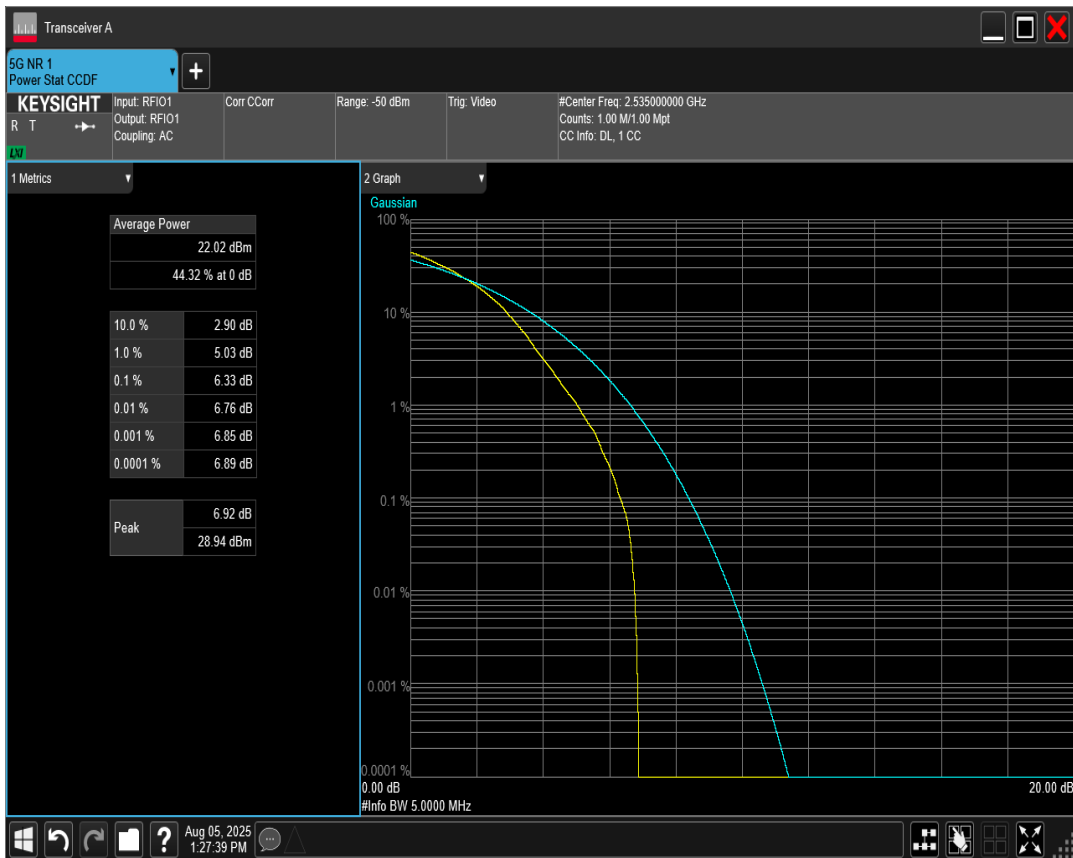 Transceiver A
5G NR 1
Power Stat CCDF
KEYSIGHT
R T
LXI
Input: RFIO1
Output: RFIO1
Coupling: AC
Corr CCorr
Range: -50 dBm
Trig: Video
#Center Freq: 2.535000000 GHz
Counts: 1.00 M/1.00 Mpt
CC Info: DL, 1 CC
1 Metrics
Average Power
22.02 dBm
44.32 % at 0 dB
10.0 % 2.90 dB
1.0 % 5.03 dB
0.1 % 6.33 dB
0.01 % 6.76 dB
0.001 % 6.85 dB
0.0001 % 6.89 dB
Peak
6.92 dB
28.94 dBm
2 Graph
Gaussian
100 %
10 %
1 %
0.1 %
0.01 %
0.001 %
0.0001 %
0.00 dB
20.00 dB
#Info BW 5.0000 MHz
?
Aug 05, 2025
1:27:39 PM